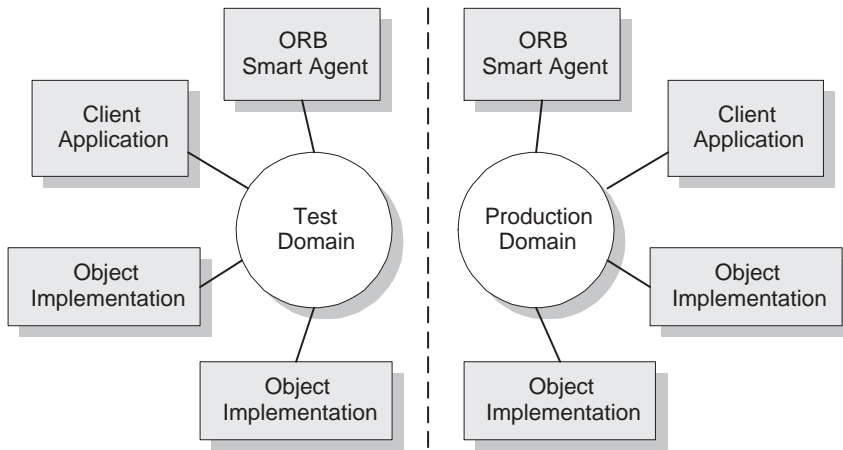 ORB
Smart Agent
Client
Application
Test
Domain
Object
Implementation
Object
Implementation
ORB
Smart Agent
Client
Application
Production
Domain
Object
Implementation
Object
Implementation